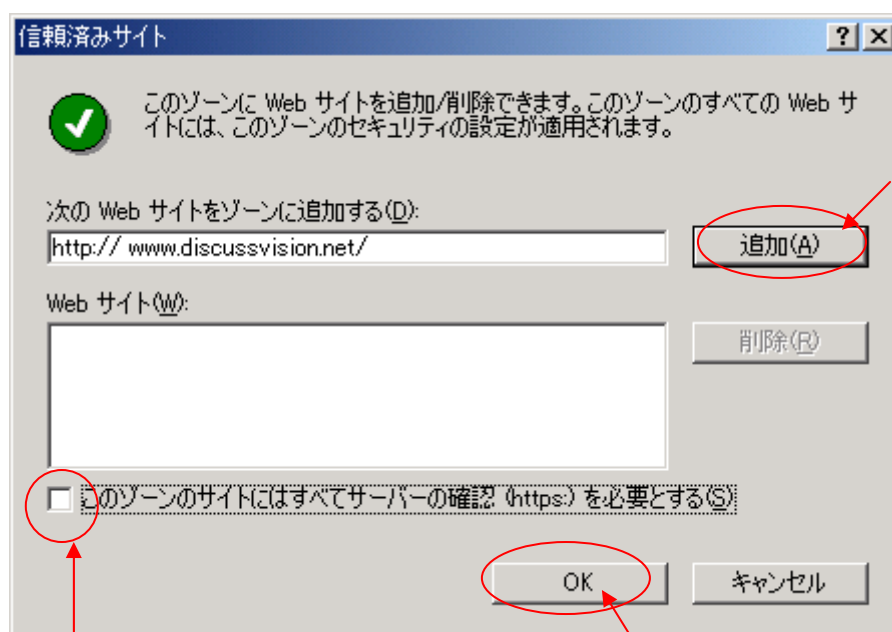 信頼済みサイト
このゾーンに Web サイトを追加/削除できます。このゾーンのすべての Web サ
イトには、このゾーンのセキュリティの設定が適用されます。
次の Web サイトをゾーンに追加する(D):
http:// www.discussvision.net/
追加(A)
Web サイト(W):
削除(R)
このゾーンのサイトにはすべてサーバーの確認 (https:) を必要とする(S)
OK
キャンセル